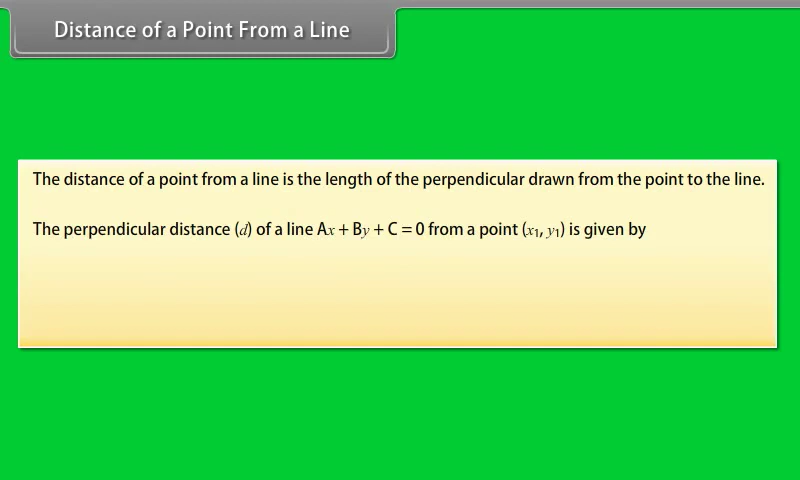 Distance of a Point From a Line
The distance of a point from a line is the length of the perpendicular drawn from the point to the line.
The perpendicular distance (d) of a line Ax + By + C = 0 from a point (x₁, y₁) is given by